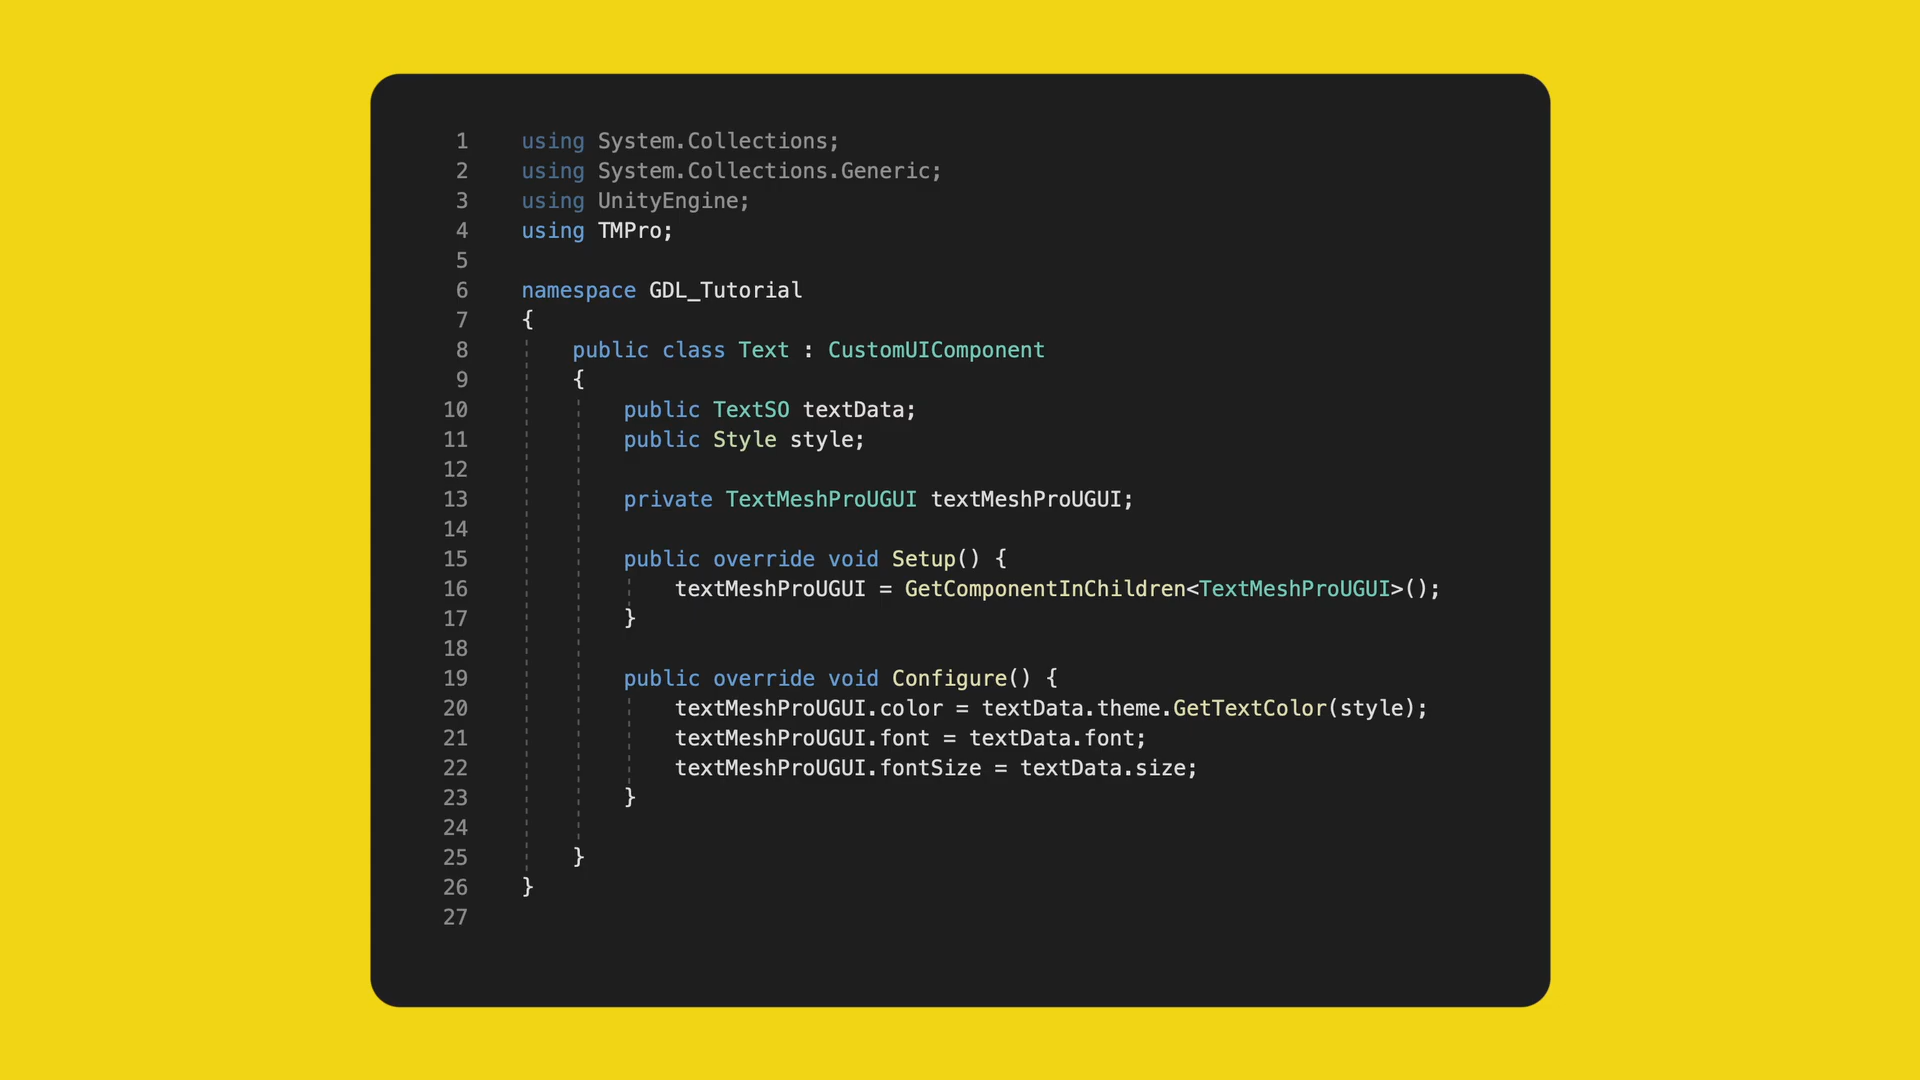 1 using System.Collections;
2 using System.Collections.Generic;
3 using UnityEngine;
4 using TMPro;
5
6 namespace GDL_Tutorial
7 {
8     public class Text : CustomUIComponent
9     {
10         public TextSO textData;
11         public Style style;
12
13         private TextMeshProUGUI textMeshProUGUI;
14
15         public override void Setup() {
16             textMeshProUGUI = GetComponentInChildren<TextMeshProUGUI>();
17         }
18
19         public override void Configure() {
20             textMeshProUGUI.color = textData.theme.GetTextColor(style);
21             textMeshProUGUI.font = textData.font;
22             textMeshProUGUI.fontSize = textData.size;
23         }
24
25     }
26 }
27